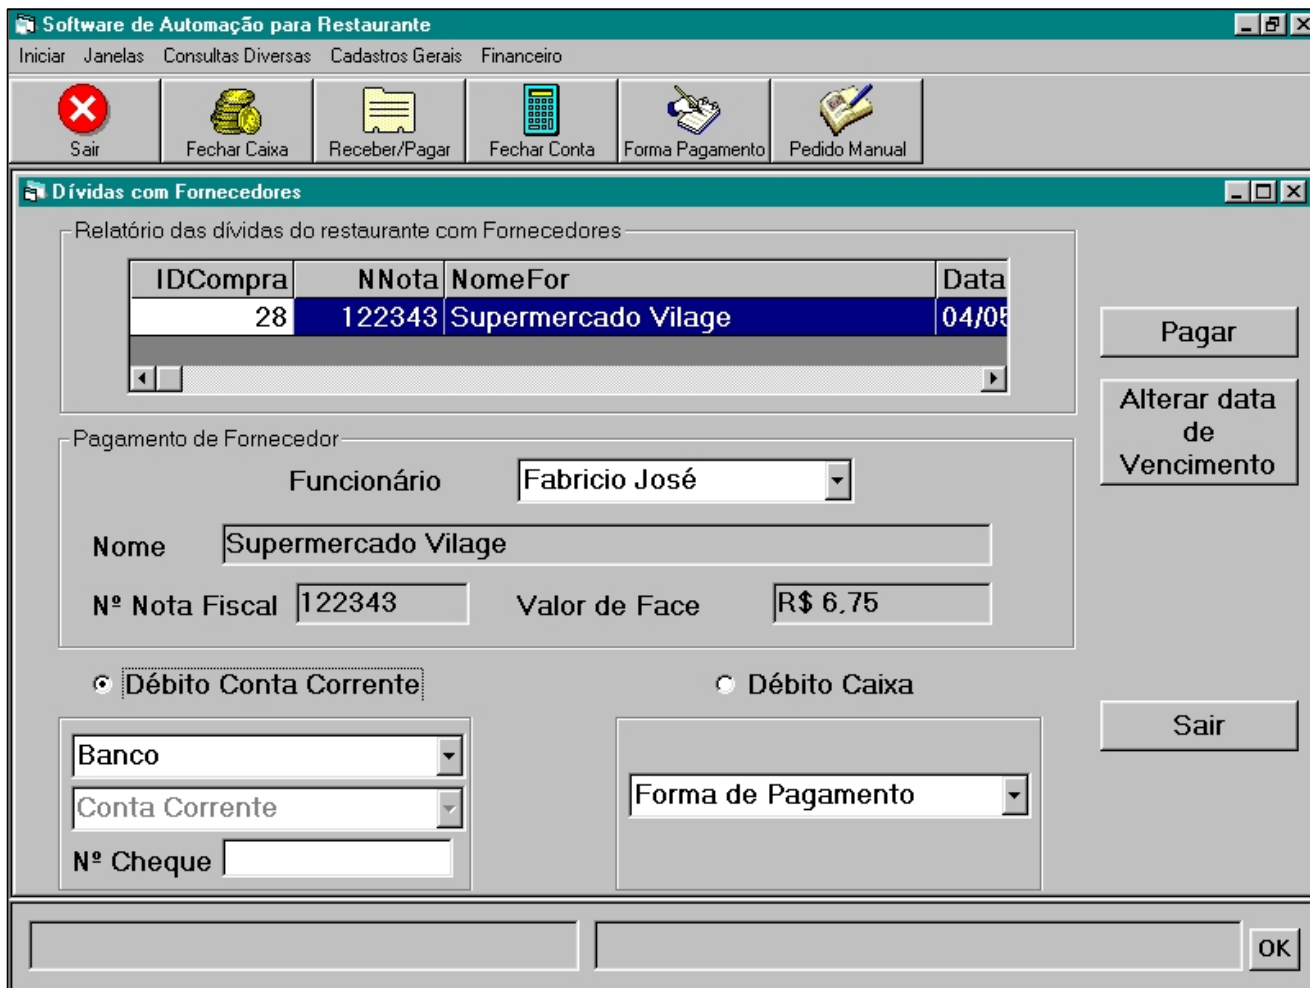 Software de Automação para Restaurante
Iniciar Janelas Consultas Diversas Cadastros Gerais Financeiro
Sair Fechar Caixa Receber/Pagar Fechar Conta Forma Pagamento Pedido Manual
Dívidas com Fornecedores
Relatório das dívidas do restaurante com Fornecedores
IDCompra NNota NomeFor Data
28 122343 Supermercado Vilage 04/05
Pagar
Alterar data
de
Vencimento
Pagamento de Fornecedor
Funcionário Fabricio José
Nome Supermercado Vilage
Nº Nota Fiscal 122343 Valor de Face R$ 6,75
Débito Conta Corrente Débito Caixa
Sair
Banco
Conta Corrente
Nº Cheque
Forma de Pagamento
OK